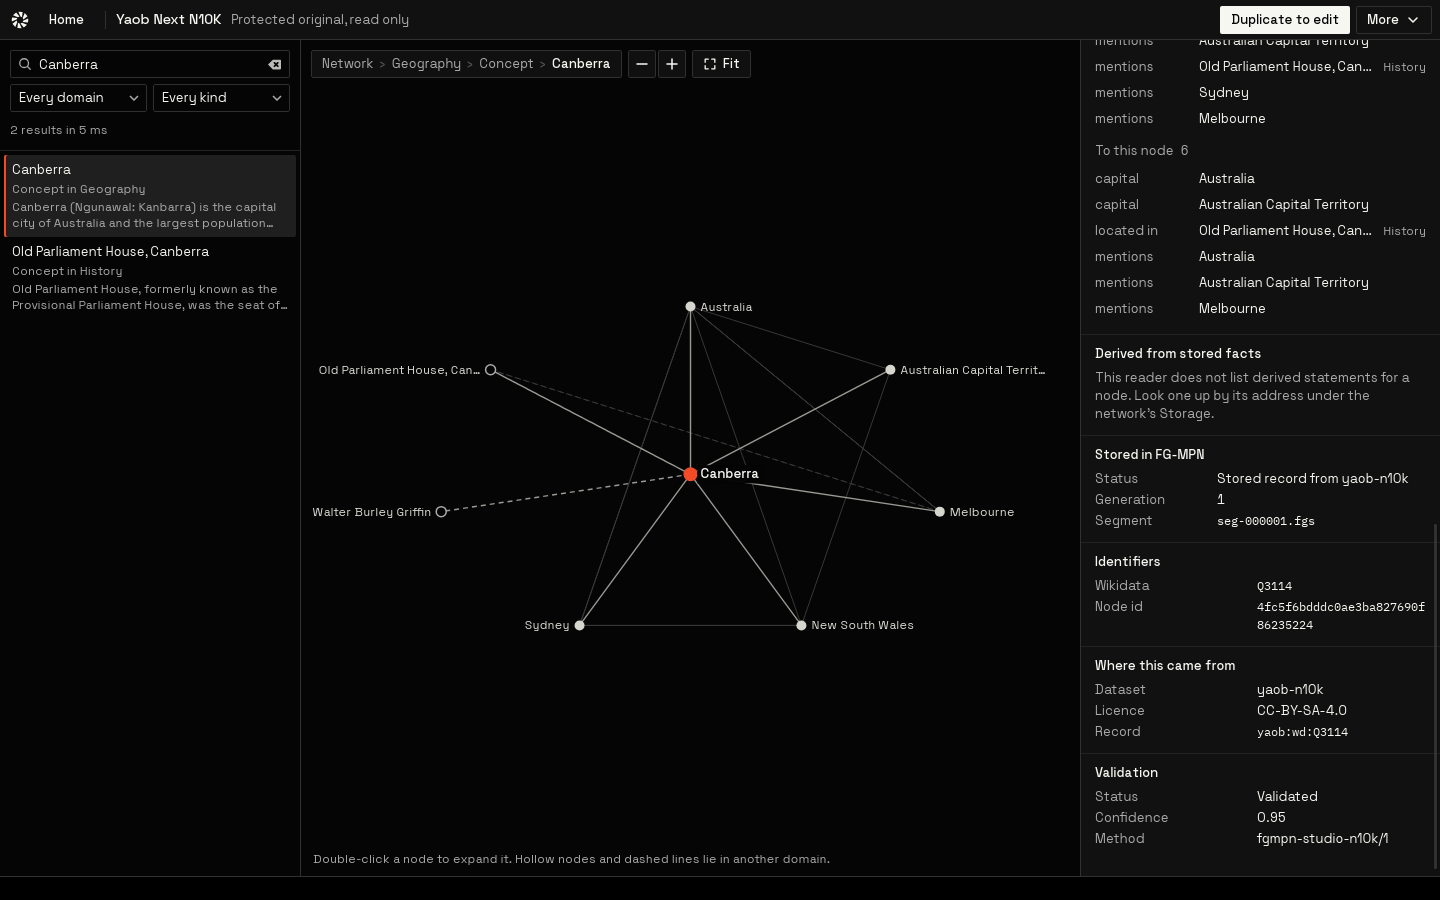 Home
Yaob Next N10K
Protected original, read only
Duplicate to edit
More
Canberra
Every domain
Every kind
2 results in 5 ms
Canberra
Concept in Geography
Canberra (Ngunawal: Kanbarra) is the capital
city of Australia and the largest population…
Old Parliament House, Canberra
Concept in History
Old Parliament House, formerly known as the
Provisional Parliament House, was the seat of…
Network > Geography > Concept > Canberra
Fit
Australia
Old Parliament House, Can…
Australian Capital Territ…
Canberra
Walter Burley Griffin
Melbourne
Sydney
New South Wales
Double-click a node to expand it. Hollow nodes and dashed lines lie in another domain.
mentions Australian Capital Territory
mentions Old Parliament House, Can… History
mentions Sydney
mentions Melbourne
To this node 6
capital Australia
capital Australian Capital Territory
located in Old Parliament House, Can… History
mentions Australia
mentions Australian Capital Territory
mentions Melbourne
Derived from stored facts
This reader does not list derived statements for a
node. Look one up by its address under the
network's Storage.
Stored in FG-MPN
Status Stored record from yaob-n10k
Generation 1
Segment seg-000001.fgs
Identifiers
Wikidata Q3114
Node id 4fc5f6bdddc0ae3ba827690f
86235224
Where this came from
Dataset yaob-n10k
Licence CC-BY-SA-4.0
Record yaob:wd:Q3114
Validation
Status Validated
Confidence 0.95
Method fgmpn-studio-n10k/1